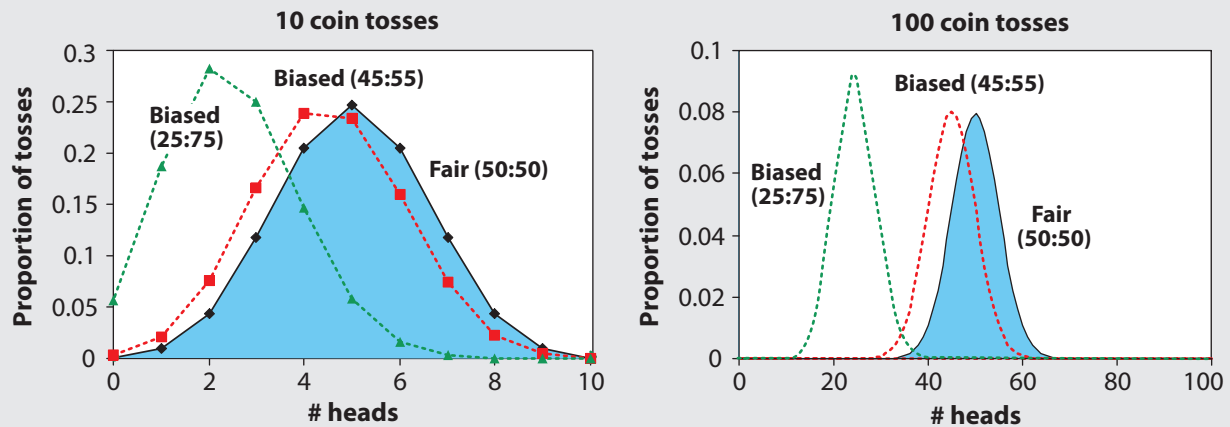 10 coin tosses
Proportion of tosses
0.3
0.25
0.2
0.15
0.1
0.05
0
Biased (45:55)
Biased
(25:75)
Fair (50:50)
0 2 4 6 8 10
# heads
100 coin tosses
Proportion of tosses
0.1
0.08
0.06
0.04
0.02
0
Biased (45:55)
Biased
(25:75)
Fair
(50:50)
0 20 40 60 80 100
# heads